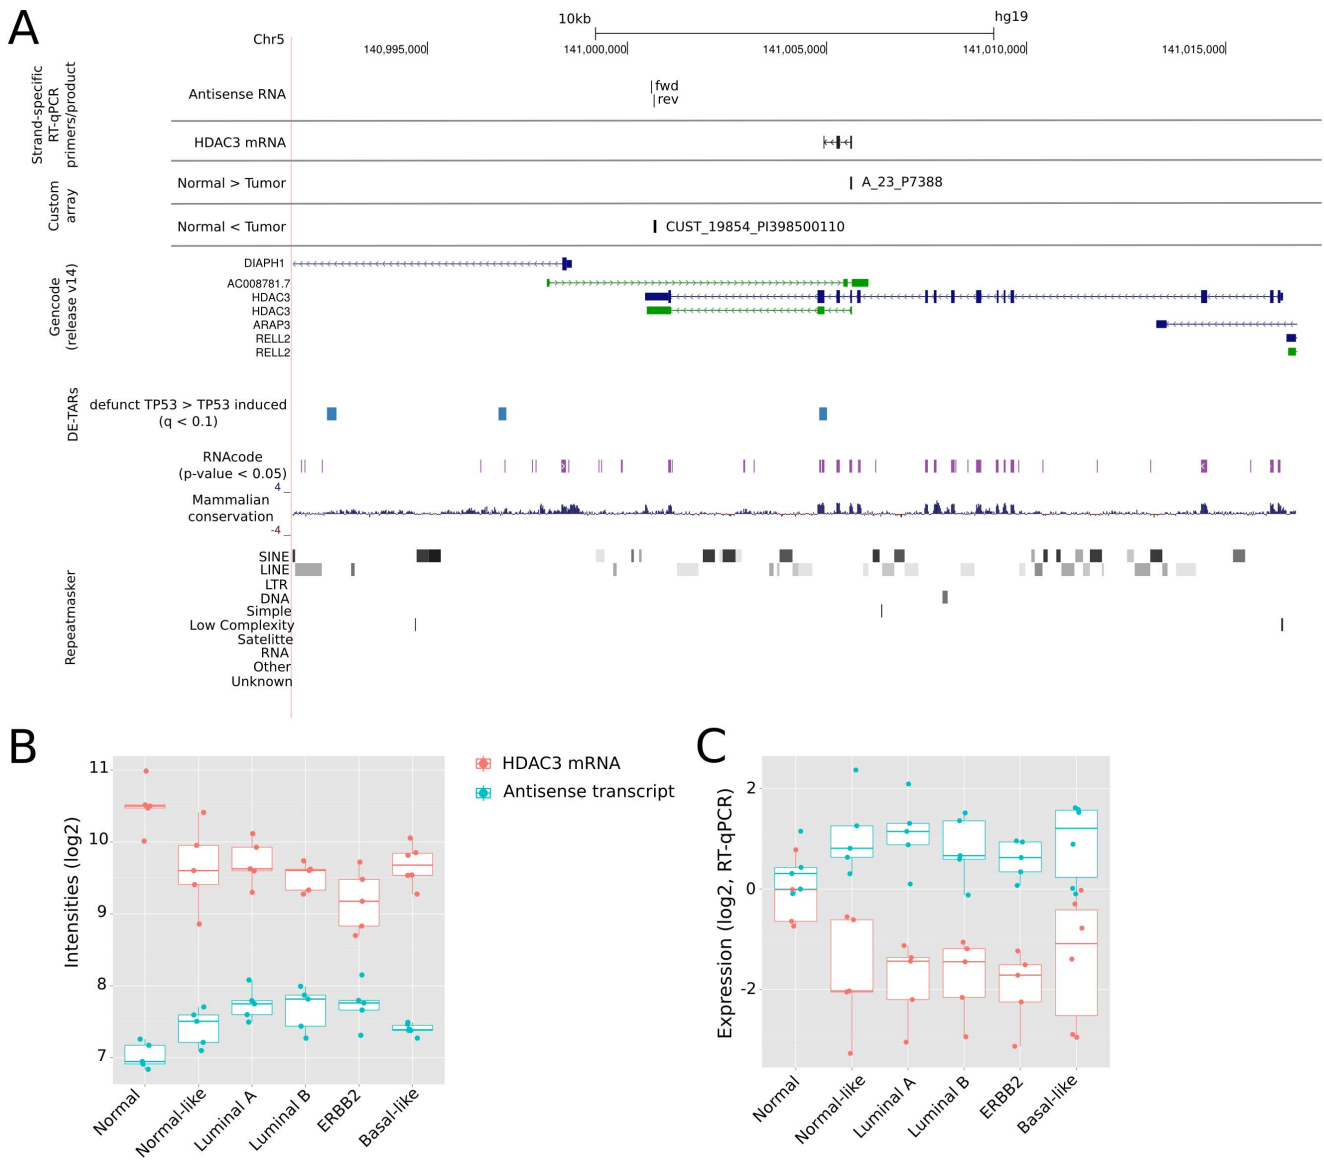 A
10kb
hg19
Chr5
140,995,000|
141,000,000|
141,005,000|
141,010,000|
141,015,000|
Strand-specific
RT-qPCR
primers/product
Antisense RNA
fwd
rev
HDAC3 mRNA
Custom
array
Normal > Tumor
A_23_P7388
Normal < Tumor
CUST_19854_PI398500110
Gencode
(release v14)
DIAPH1
AC008781.7
HDAC3
HDAC3
ARAP3
RELL2
RELL2
DE-TARs
defunct TP53 > TP53 induced
(q < 0.1)
RNAcode
(p-value < 0.05)
4
Mammalian
conservation
-4
Repeatmasker
SINE
LINE
LTR
DNA
Simple
Low Complexity
Satelitte
RNA
Other
Unknown
B
Intensities (log2)
11
10
9
8
7
Normal
Normal-like
Luminal A
Luminal B
ERBB2
Basal-like
HDAC3 mRNA
Antisense transcript
C
Expression (log2, RT-qPCR)
2
0
-2
Normal
Normal-like
Luminal A
Luminal B
ERBB2
Basal-like